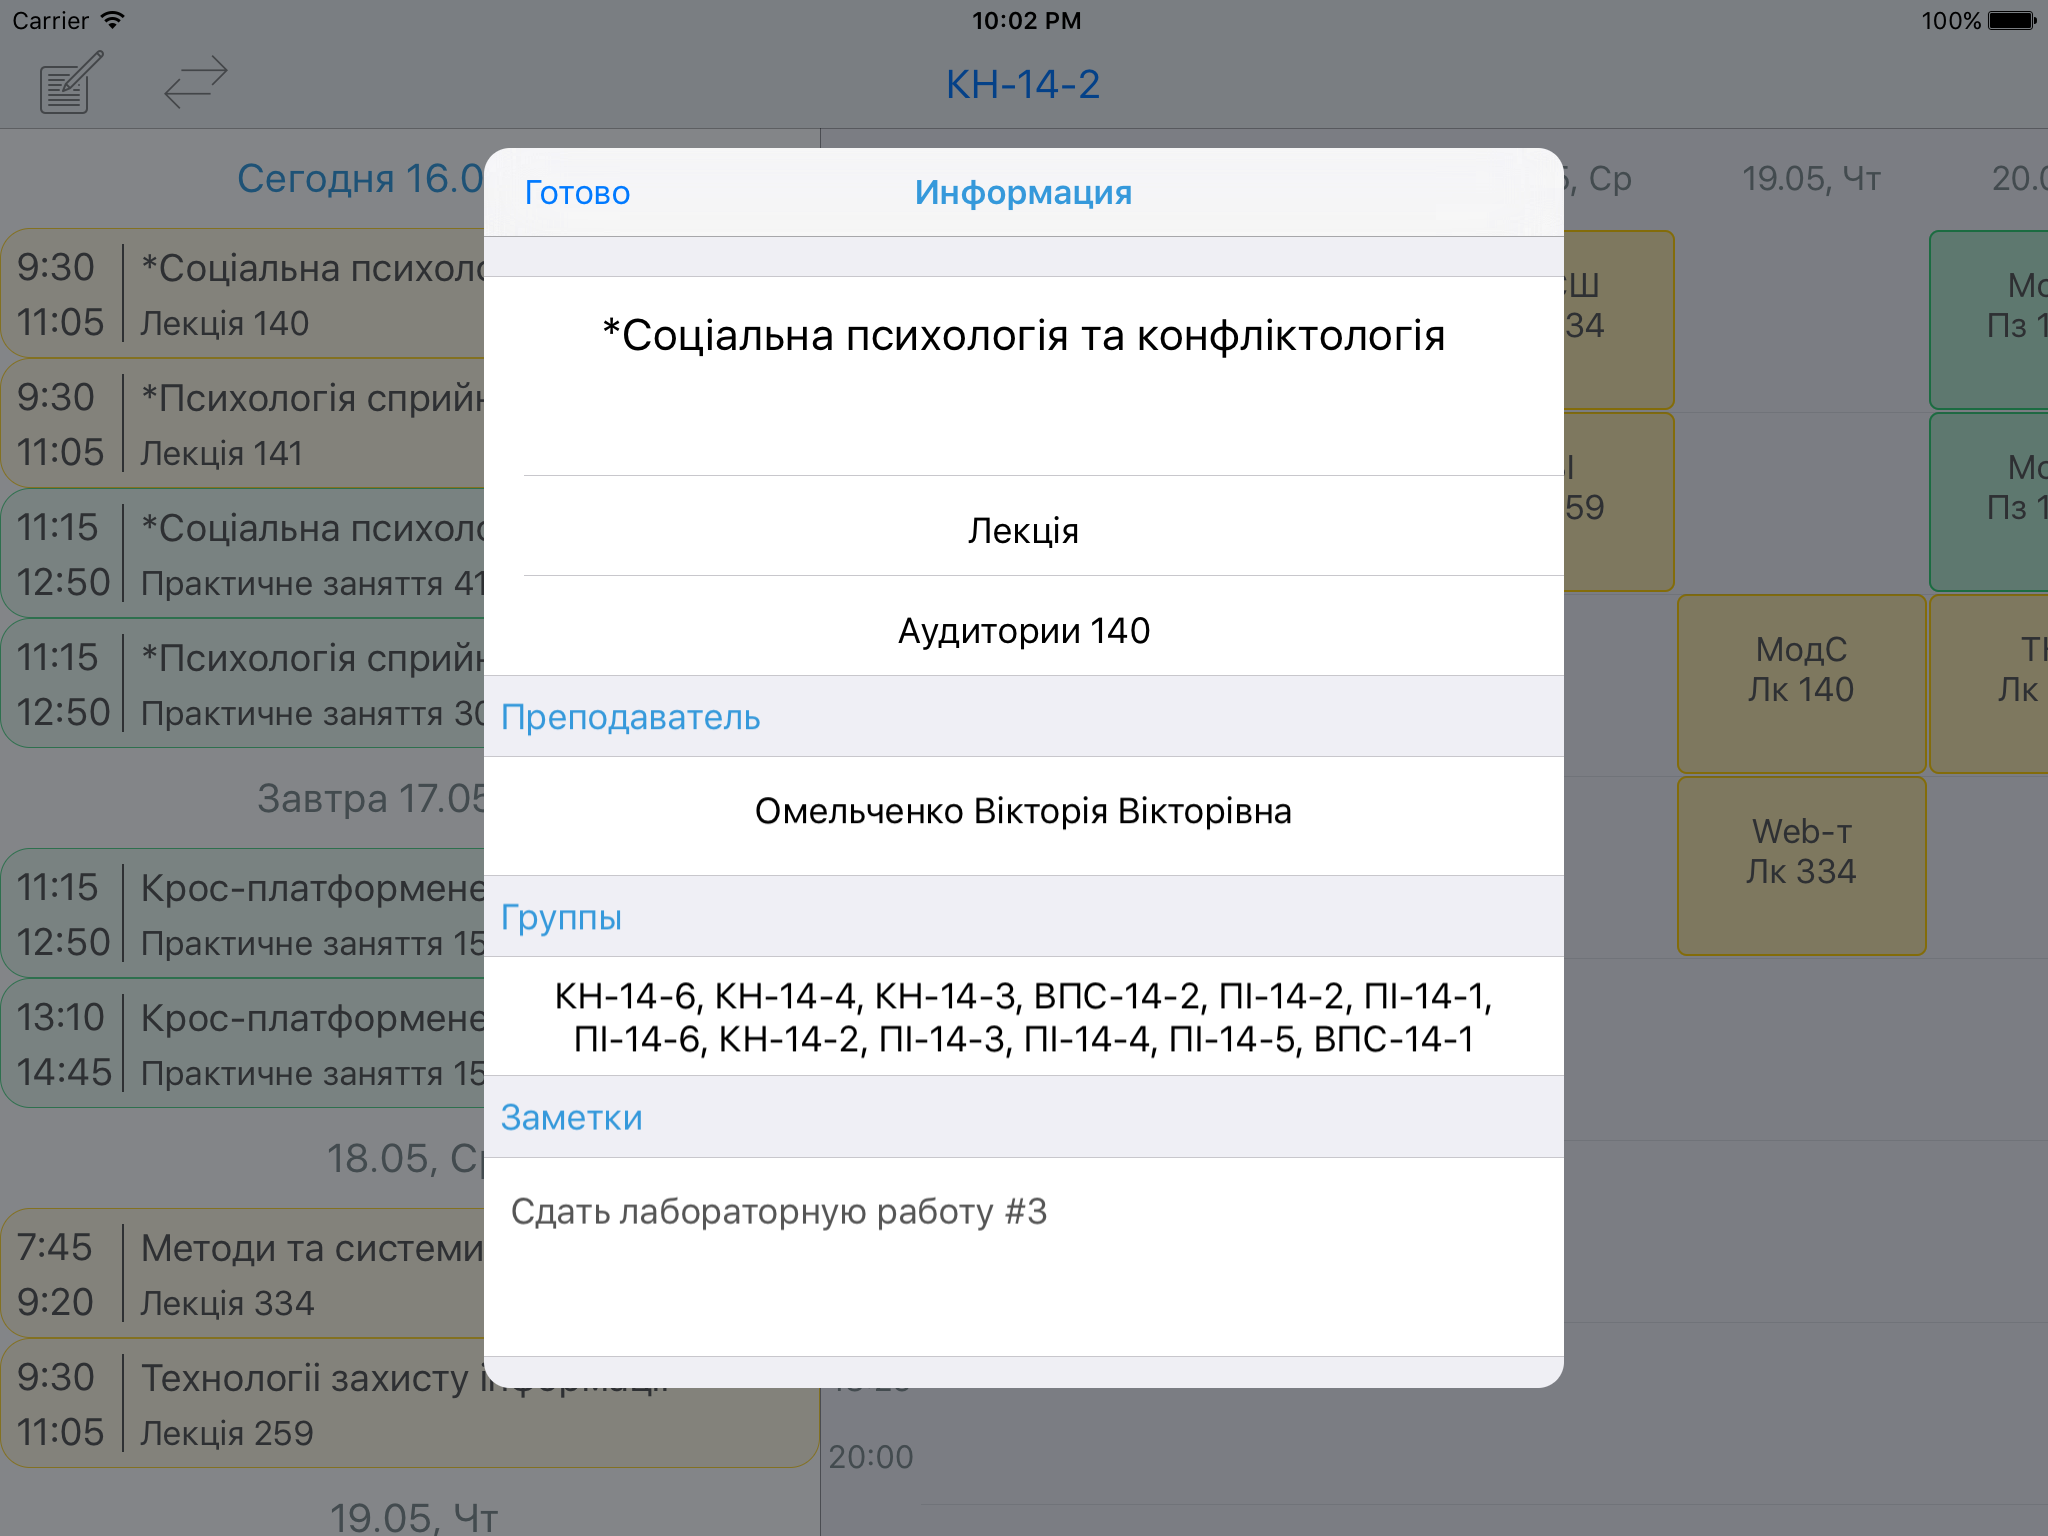 Carrier
10:02 PM
100%
КН-14-2
Сегодня 16.0
9:30
*Соціальна психоло
11:05
Лекція 140
9:30
*Психологія сприйн
11:05
Лекція 141
11:15
*Соціальна психоло
12:50
Практичне заняття 41
11:15
*Психологія сприйн
12:50
Практичне заняття 30
Завтра 17.05
11:15
Крос-платформене
12:50
Практичне заняття 15
13:10
Крос-платформене
14:45
Практичне заняття 15
18.05, Ср
7:45
Методи та системи
9:20
Лекція 334
9:30
Технологіі захисту
11:05
Лекція 259
19.05, Чт
Готово
Информация
*Соціальна психологія та конфліктологія
Лекція
Аудитории 140
Преподаватель
Омельченко Вікторія Вікторівна
Группы
КН-14-6, КН-14-4, КН-14-3, ВПС-14-2, ПІ-14-2, ПІ-14-1,
ПІ-14-6, КН-14-2, ПІ-14-3, ПІ-14-4, ПІ-14-5, ВПС-14-1
Заметки
Сдать лабораторную работу #3
, Ср
19.05, Чт
20.0
Ш
34
59
Мо
Пз 1
Мо
Пз 1
МодС
Лк 140
Лк
Web-т
Лк 334
20:00